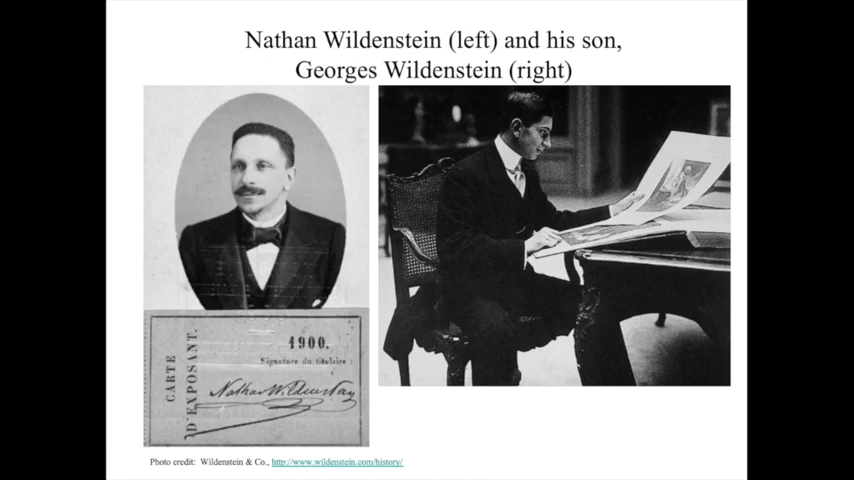 Nathan Wildenstein (left) and his son,
Georges Wildenstein (right)
CARTE
D'EXPOSANT.
1900.
Signature du titulaire :
Nathan Wildenstein
Photo credit: Wildenstein & Co., http://www.wildenstein.com/history/